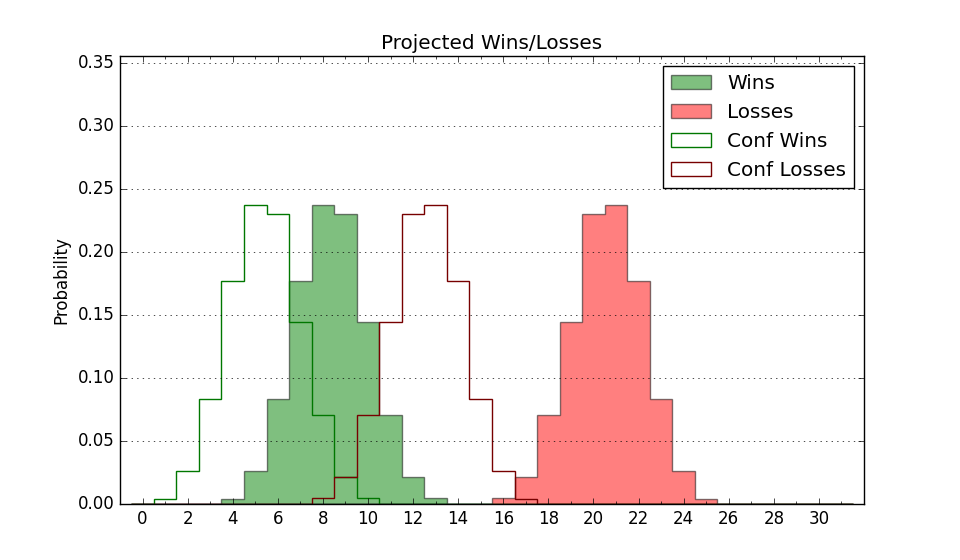 Projected Wins/Losses
0.35
0.30
0.25
0.20
0.15
0.10
0.05
0.00
Probability
Wins
Losses
Conf Wins
Conf Losses
0 2 4 6 8 10 12 14 16 18 20 22 24 26 28 30